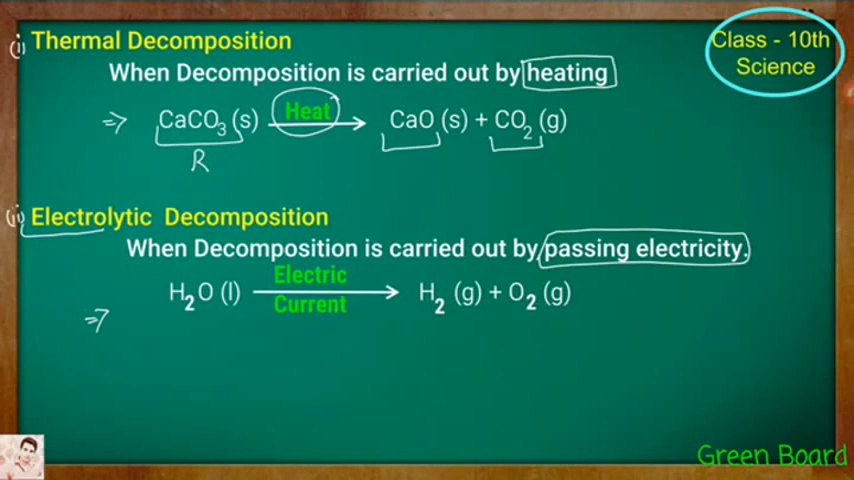 (i) Thermal Decomposition
Class - 10th
Science
When Decomposition is carried out by heating
⇒ CaCO₃ (s) Heat → CaO (s) + CO₂ (g)
R
(ii) Electrolytic Decomposition
When Decomposition is carried out by passing electricity.
⇒ H₂O (l) Electric Current → H₂ (g) + O₂ (g)
Green Board